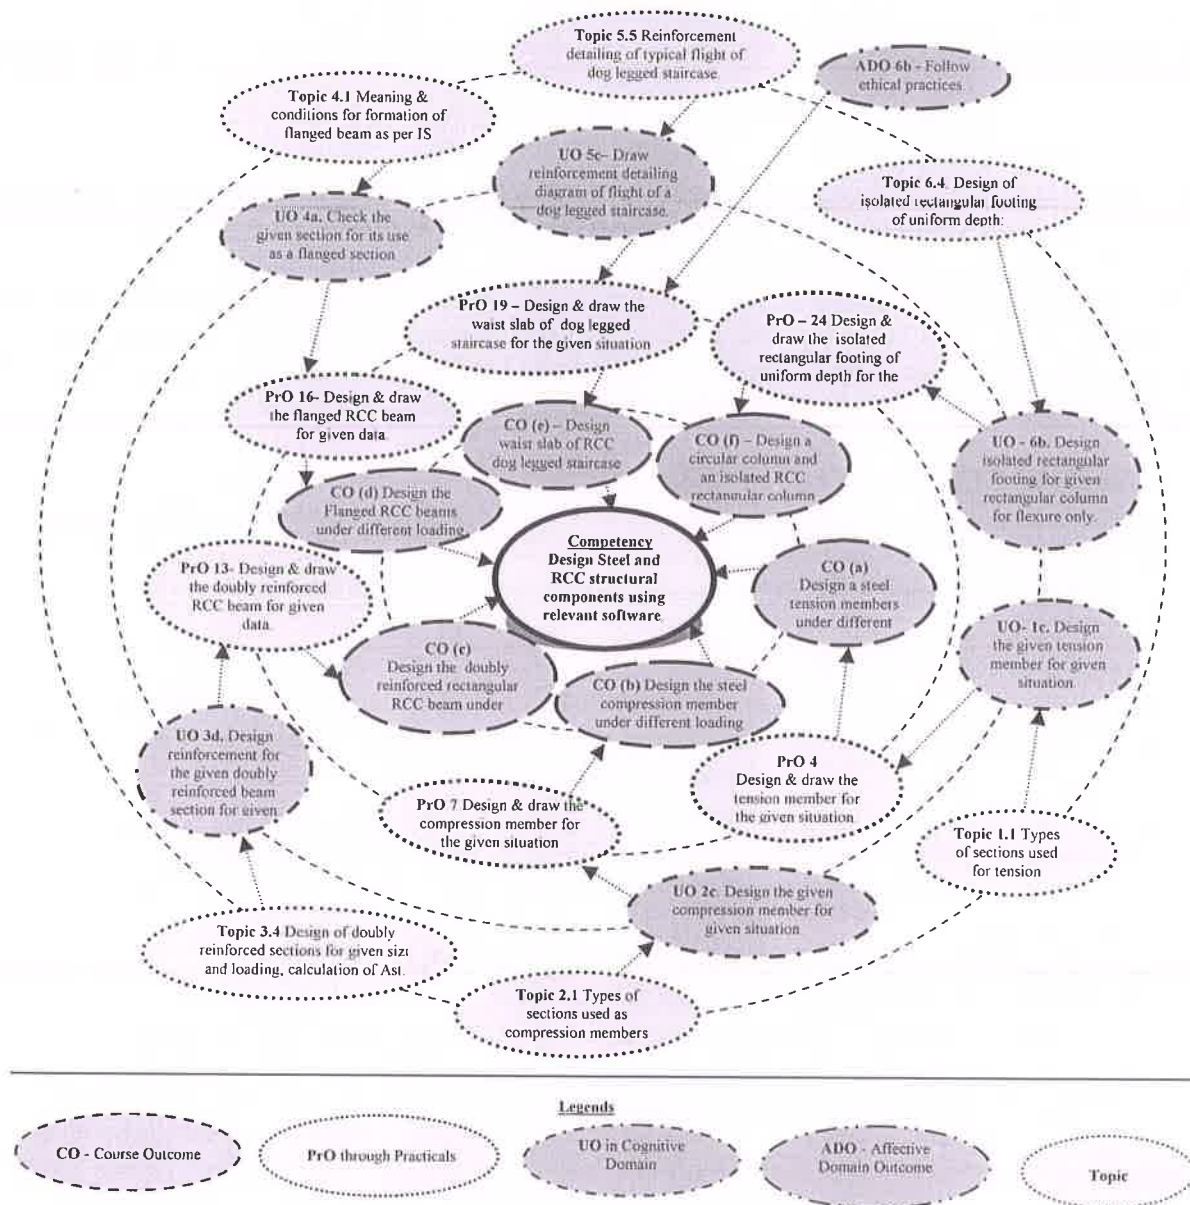 Topic 5.5 Reinforcement
detailing of typical flight of
dog legged staircase
ADO 6b - Follow
ethical practices
Topic 4.1 Meaning &
conditions for formation of
flanged beam as per IS
UO 5c- Draw
reinforcement detailing
diagram of flight of a
dog legged staircase.
Topic 6.4. Design of
isolated rectangular footing
of uniform depth:
UO 4a. Check the
given section for its use
as a flanged section
PrO 19 – Design & draw the
waist slab of dog legged
staircase for the given situation
PrO – 24 Design &
draw the isolated
rectangular footing of
uniform depth for the
PrO 16- Design & draw
the flanged RCC beam
for given data.
CO (e) – Design
waist slab of RCC
dog legged staircase
CO (f) – Design a
circular column and
an isolated RCC
rectangular column
UO - 6b. Design
isolated rectangular
footing for given
rectangular column
for flexure only.
CO (d) Design the
Flanged RCC beams
under different loading.
Competency
Design Steel and
RCC structural
components using
relevant software
PrO 13- Design & draw
the doubly reinforced
RCC beam for given
data.
CO (a)
Design a steel
tension members
under different
CO (c)
Design the doubly
reinforced rectangular
RCC beam under
UO- 1c. Design
the given tension
member for given
situation.
CO (b) Design the steel
compression member
under different loading
UO 3d. Design
reinforcement for
the given doubly
reinforced beam
section for given
PrO 4
Design & draw the
tension member for
the given situation.
PrO 7 Design & draw the
compression member for
the given situation
Topic 1.1 Types
of sections used
for tension
UO 2c. Design the given
compression member for
given situation
Topic 3.4 Design of doubly
reinforced sections for given size
and loading, calculation of Ast.
Topic 2.1 Types of
sections used as
compression members
Legends
CO - Course Outcome
PrO through Practicals
UO in Cognitive
Domain
ADO - Affective
Domain Outcome
Topic